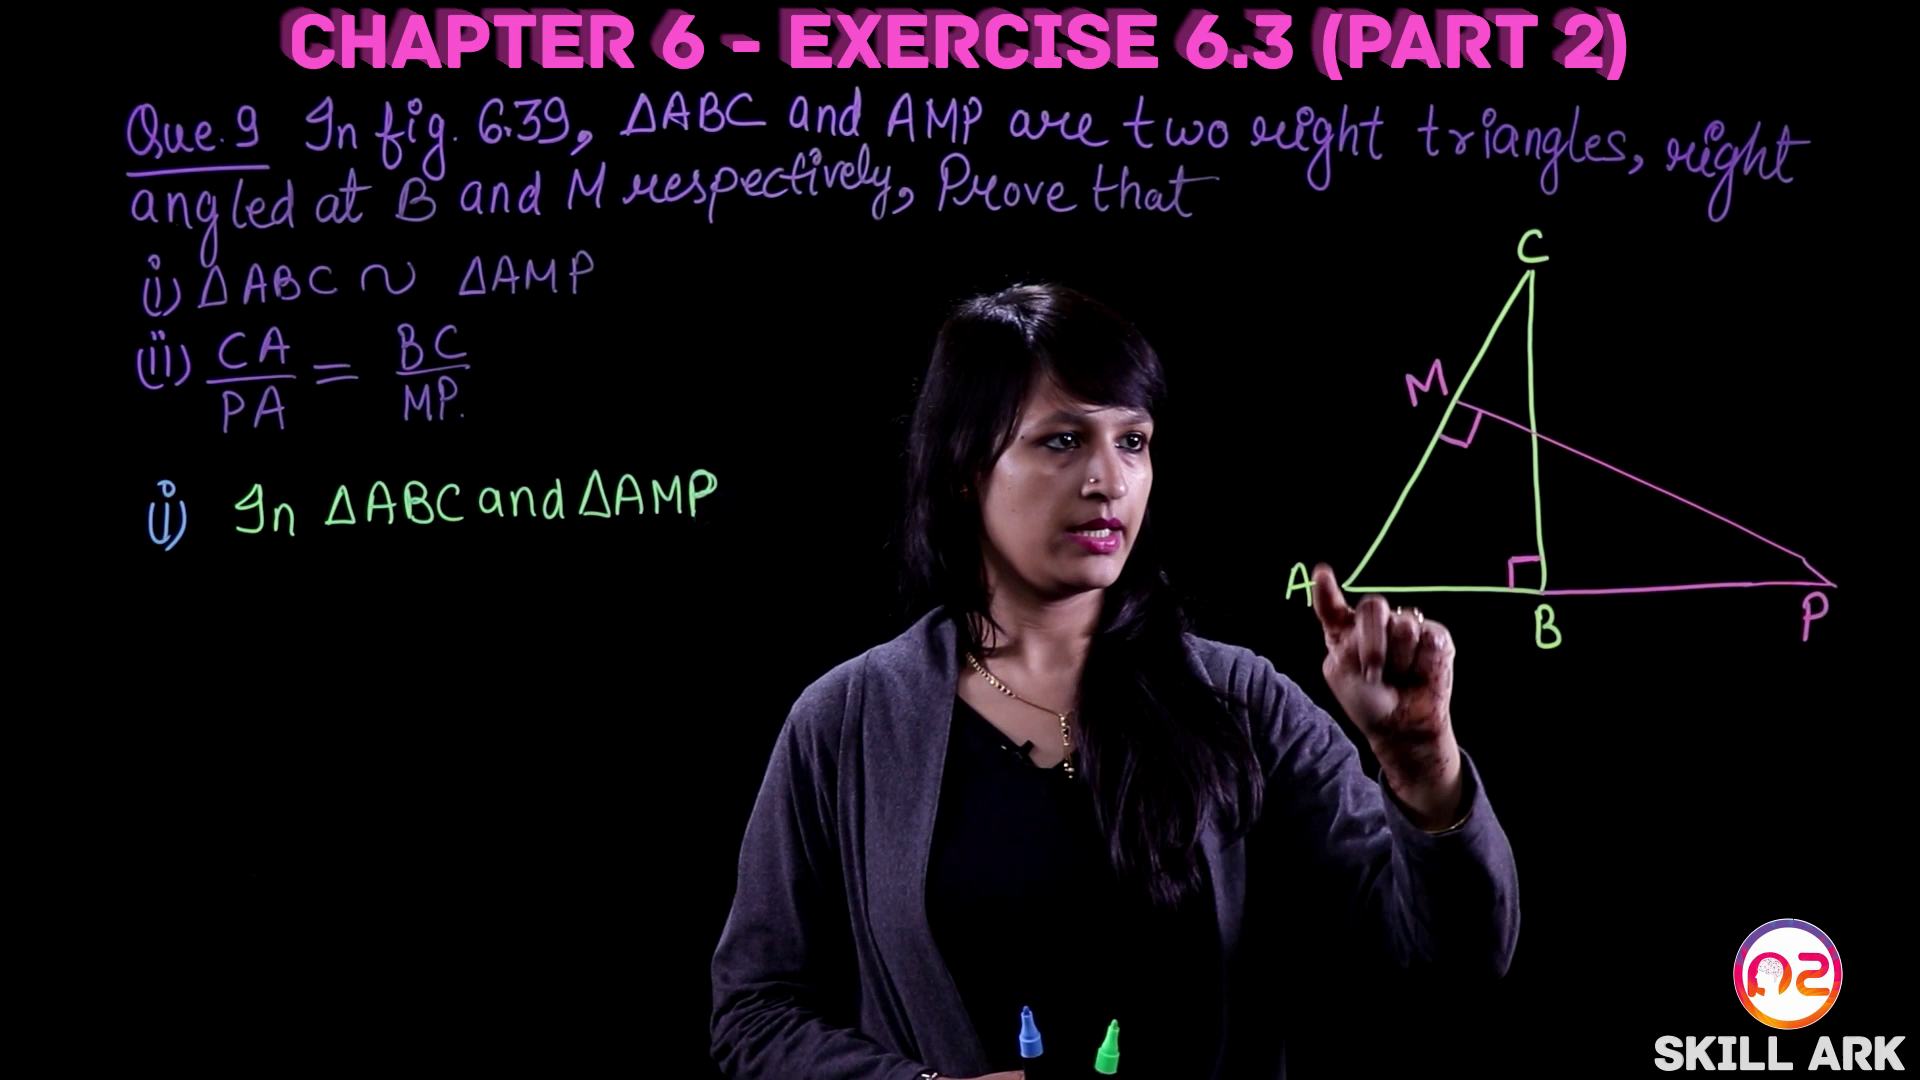 CHAPTER 6 - EXERCISE 6.3 (PART 2)
Que. 9 In fig. 6.39, ΔABC and AMP are two right triangles, right
angled at B and M respectively, Prove that
(i) ΔABC ~ ΔAMP
(ii) CA/PA = BC/MP.
(i) In ΔABC and ΔAMP
C
M
A
B
P
SKILL ARK